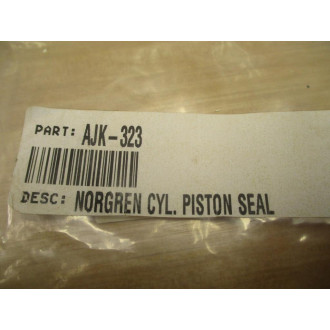 PART: AJK-323
DESC: NORGREN CYL. PISTON SEAL